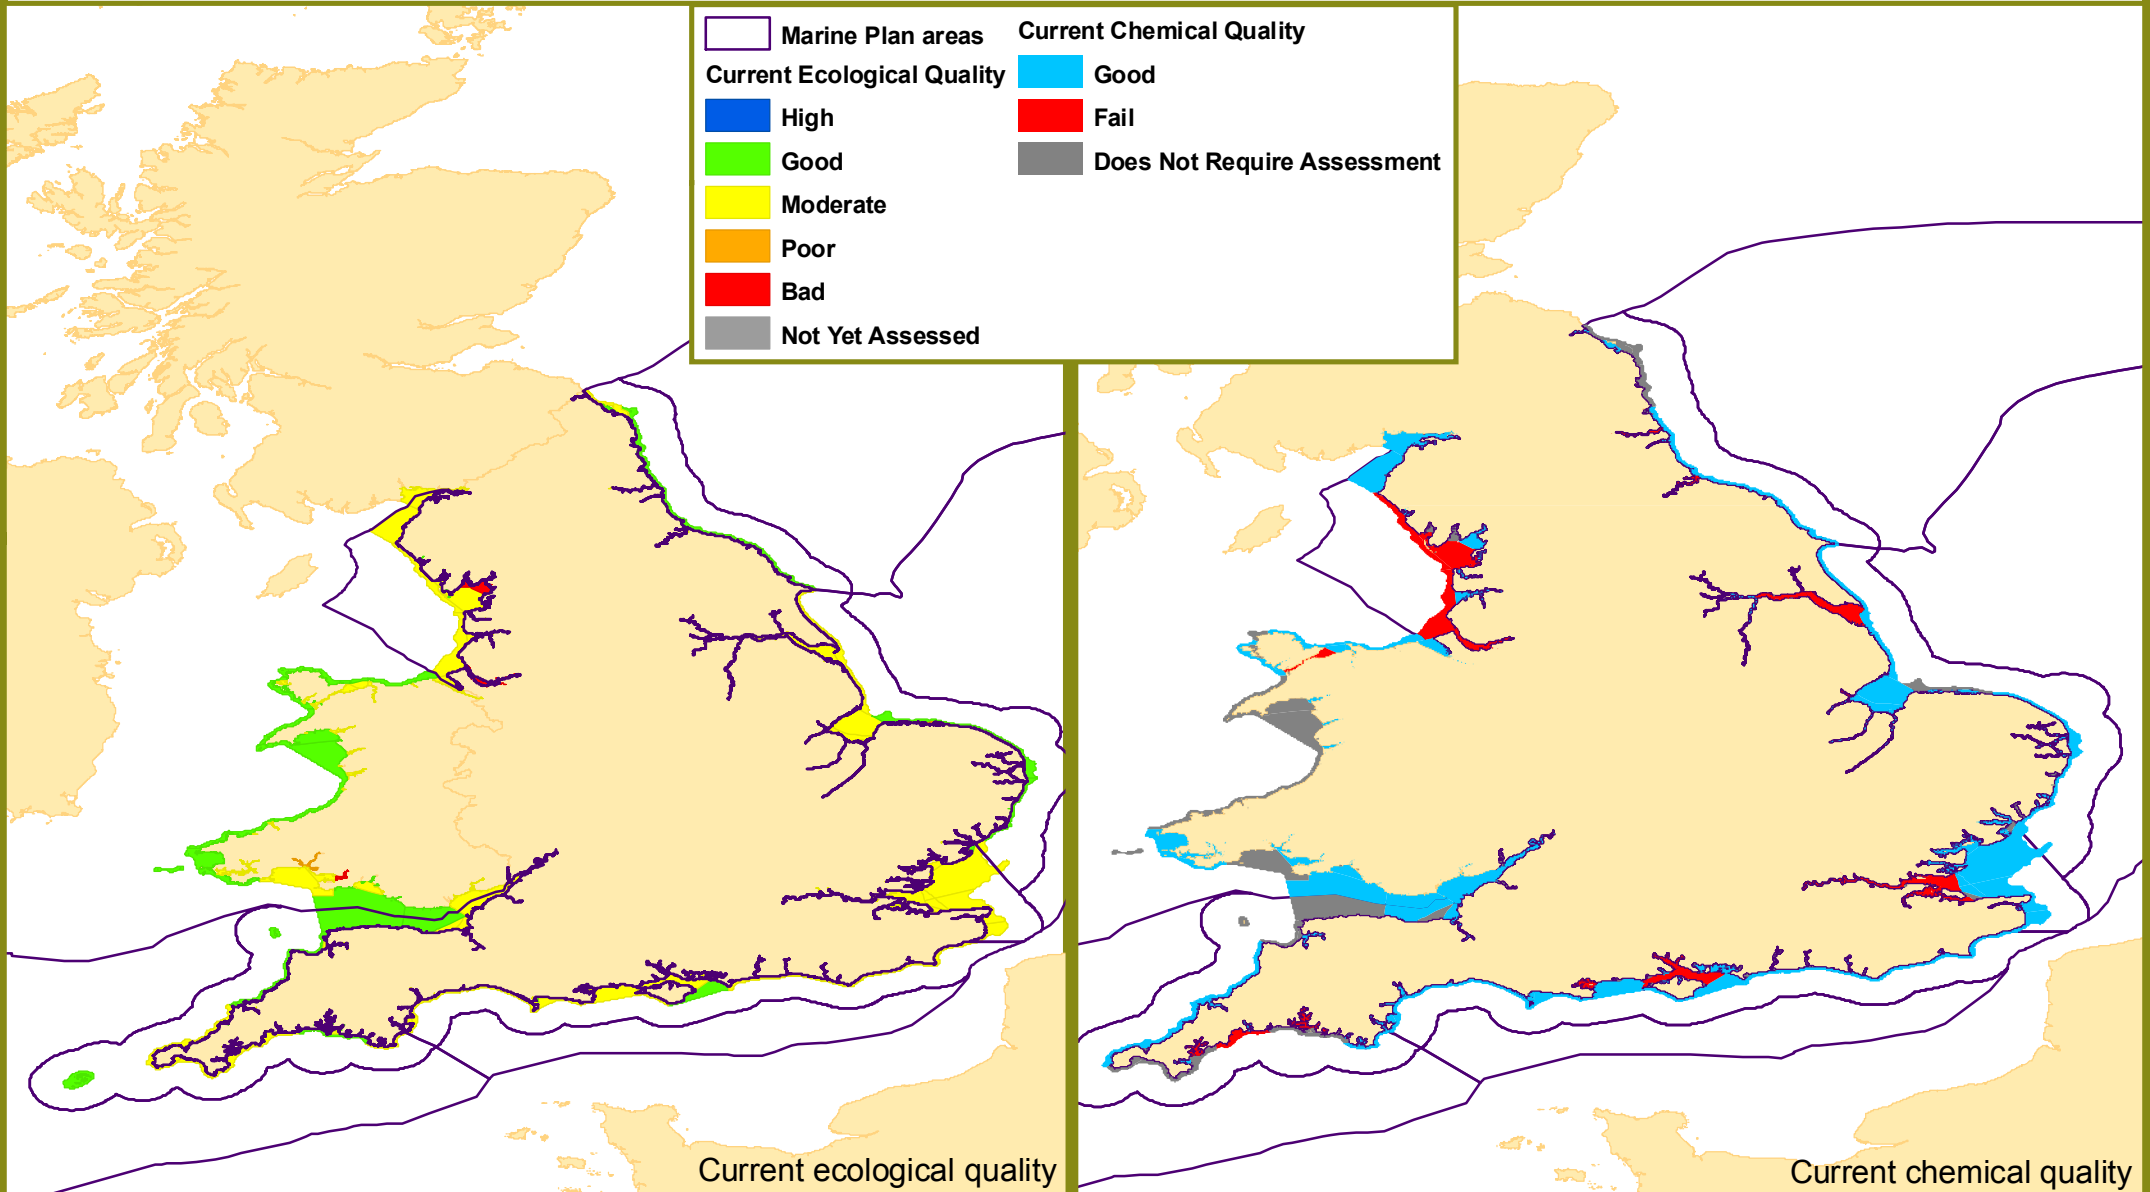 Marine Plan areas
Current Ecological Quality
High
Good
Moderate
Poor
Bad
Not Yet Assessed
Current Chemical Quality
Good
Fail
Does Not Require Assessment
Current ecological quality
Current chemical quality